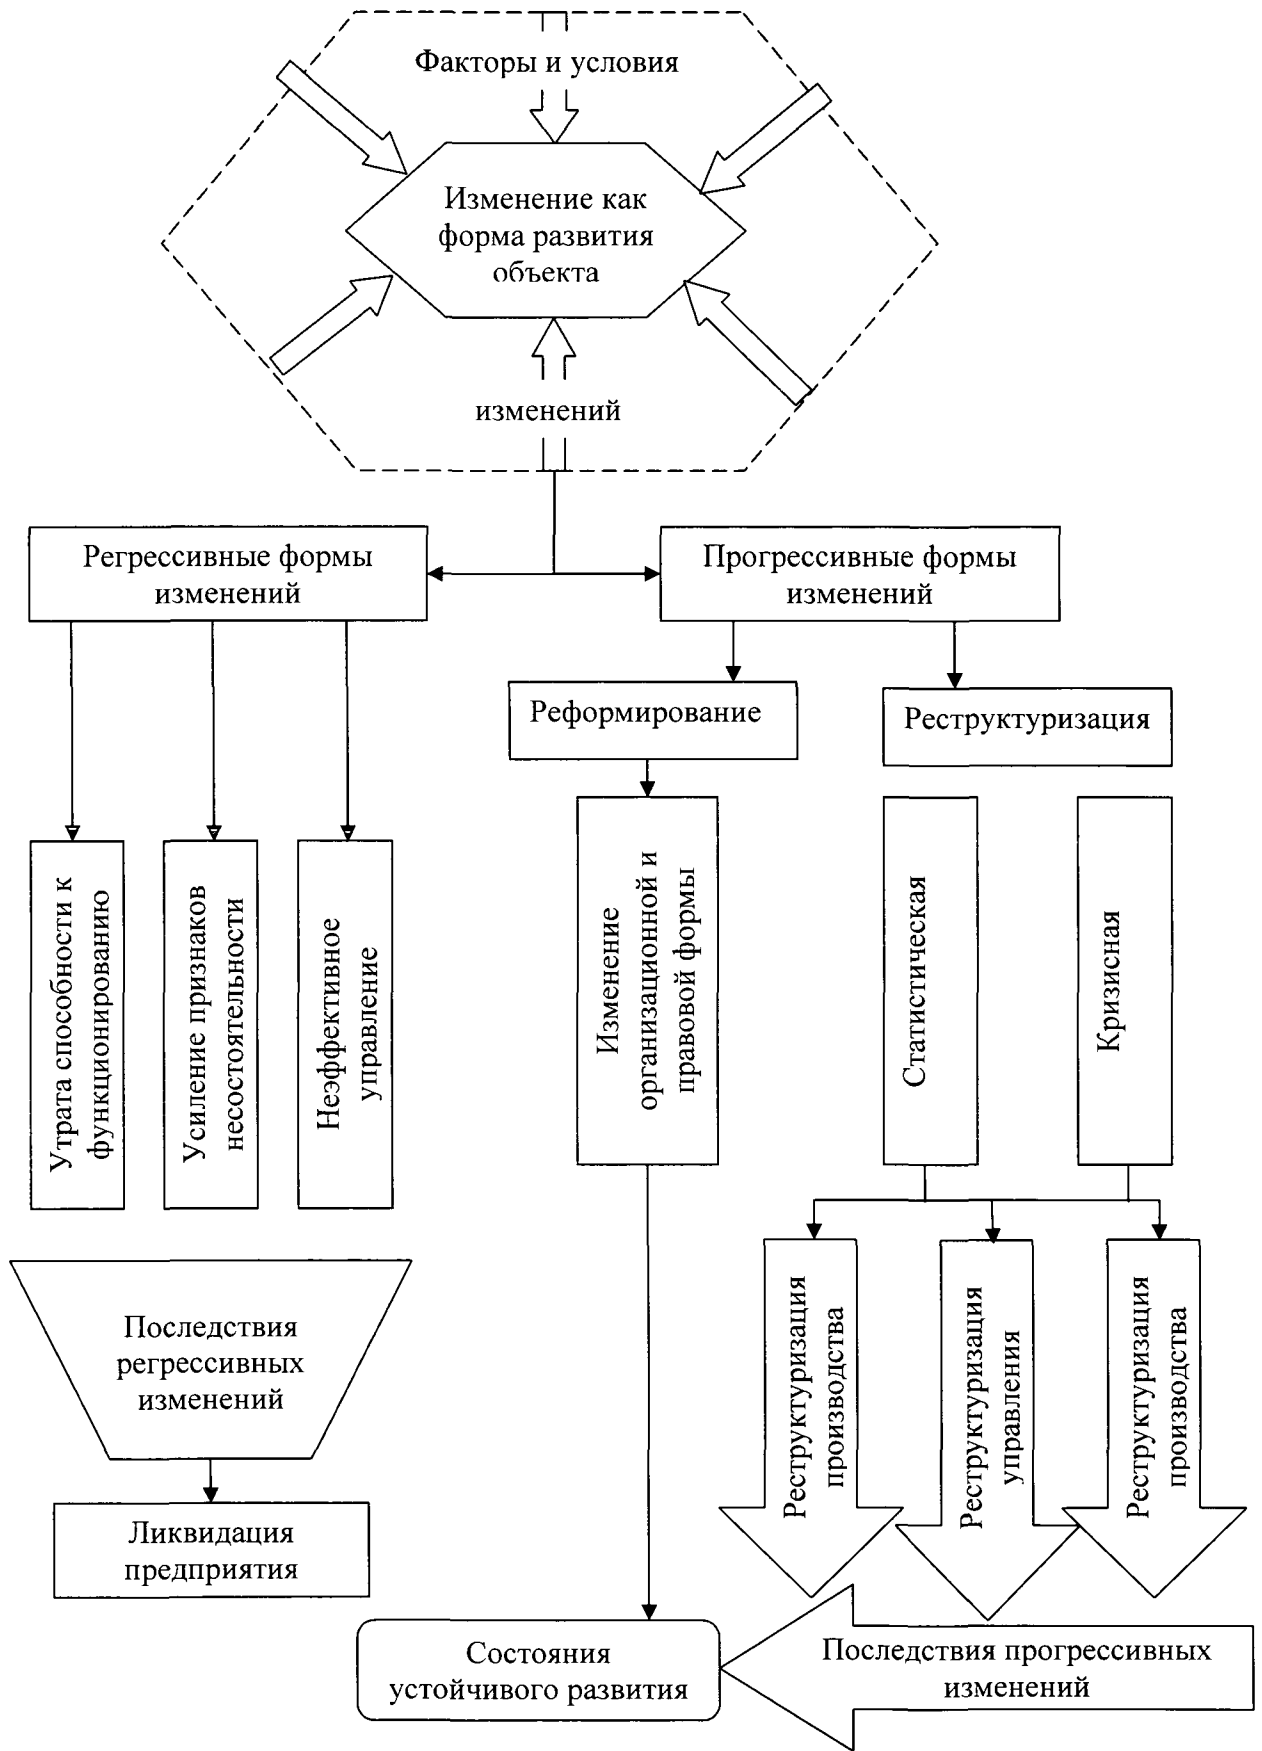 Факторы и условия
Изменение как
форма развития
объекта
изменений
Регрессивные формы
изменений
Прогрессивные формы
изменений
Реформирование
Реструктуризация
Утрата способности к
функционированию
Усиление признаков
несостоятельности
Неэффективное
управление
Изменение
организационной и
правовой формы
Статистическая
Кризисная
Последствия
регрессивных
изменений
Ликвидация
предприятия
Реструктуризация
производства
Реструктуризация
управления
Реструктуризация
производства
Состояния
устойчивого развития
Последствия прогрессивных
изменений